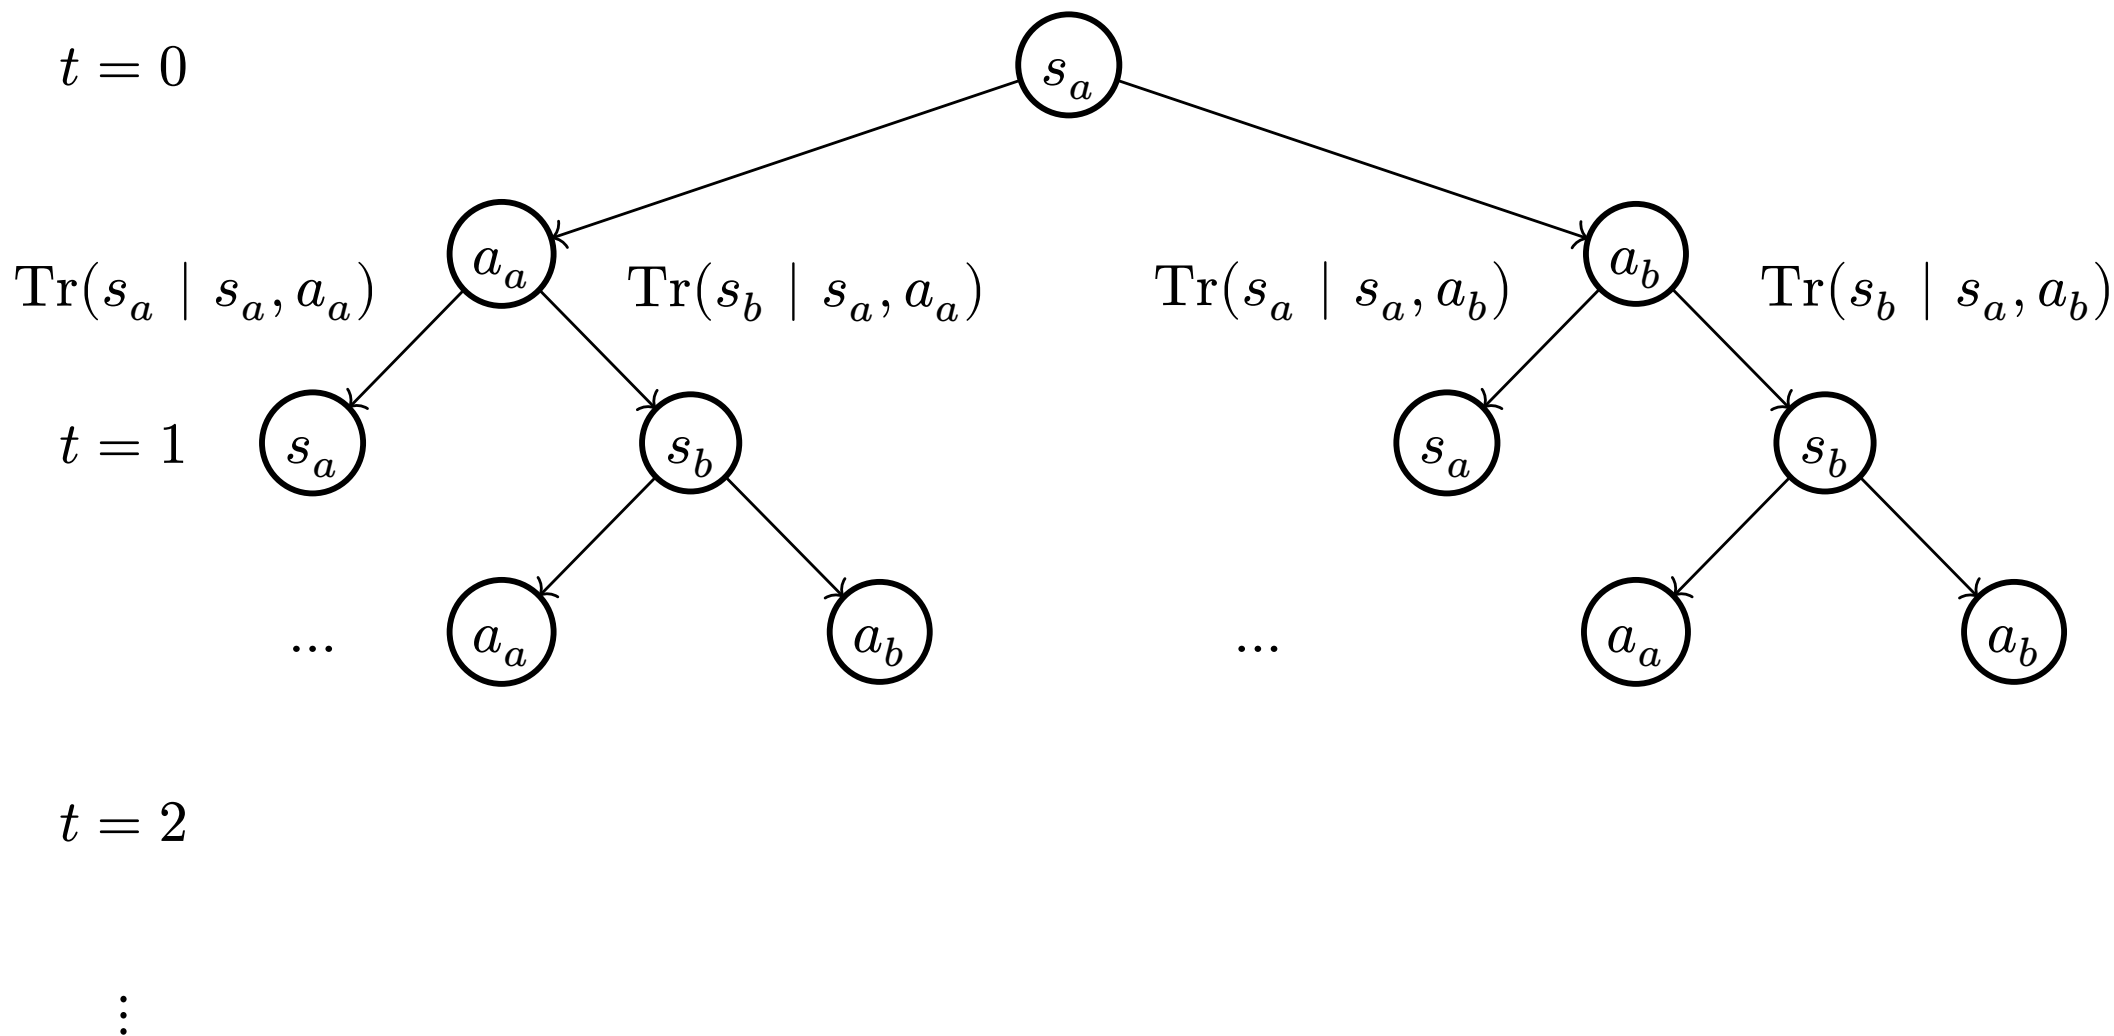 t = 0 s_a
a_a a_b
Tr(s_a | s_a, a_a) Tr(s_b | s_a, a_a) Tr(s_a | s_a, a_b) Tr(s_b | s_a, a_b)
t = 1 s_a s_b s_a s_b
... a_a a_b ... a_a a_b
t = 2
⋮